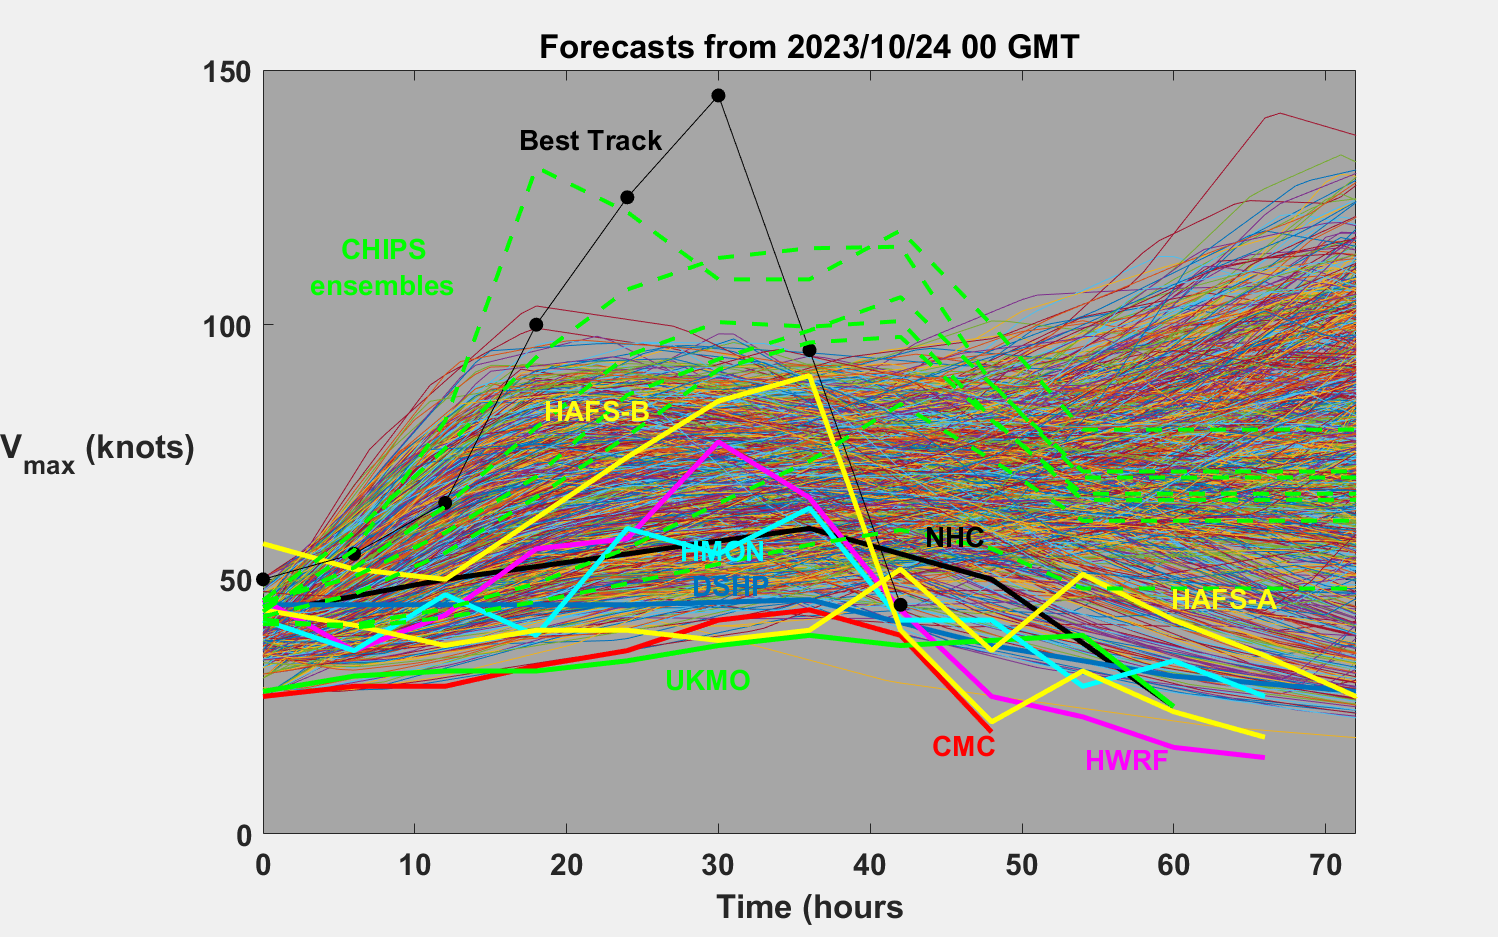 Forecasts from 2023/10/24 00 GMT
150
Best Track
CHIPS
ensembles
100
HAFS-B
Vmax (knots)
NHC
HMON
50
DSHP
HAFS-A
UKMO
CMC
HWRF
0
0 10 20 30 40 50 60 70
Time (hours